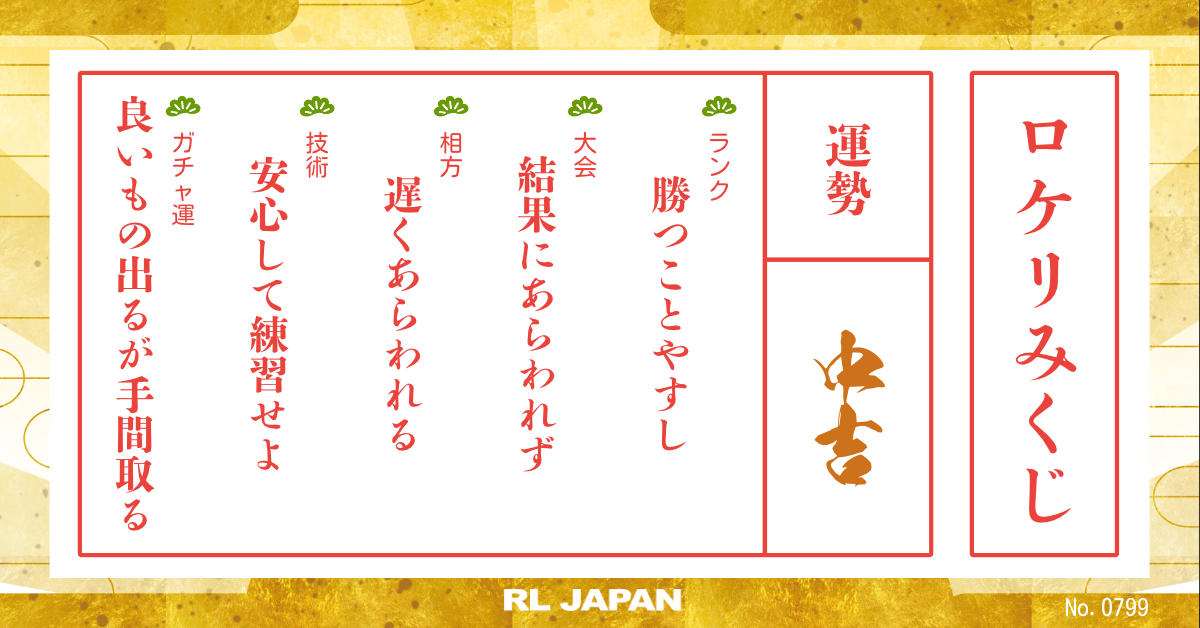 ロケリみくじ
運勢
中吉
ランク
勝つことやすし
大会
結果にあらわれず
相方
遅くあらわれる
技術
安心して練習せよ
ガチャ運
良いもの出るが手間取る
RL JAPAN
No. 0799